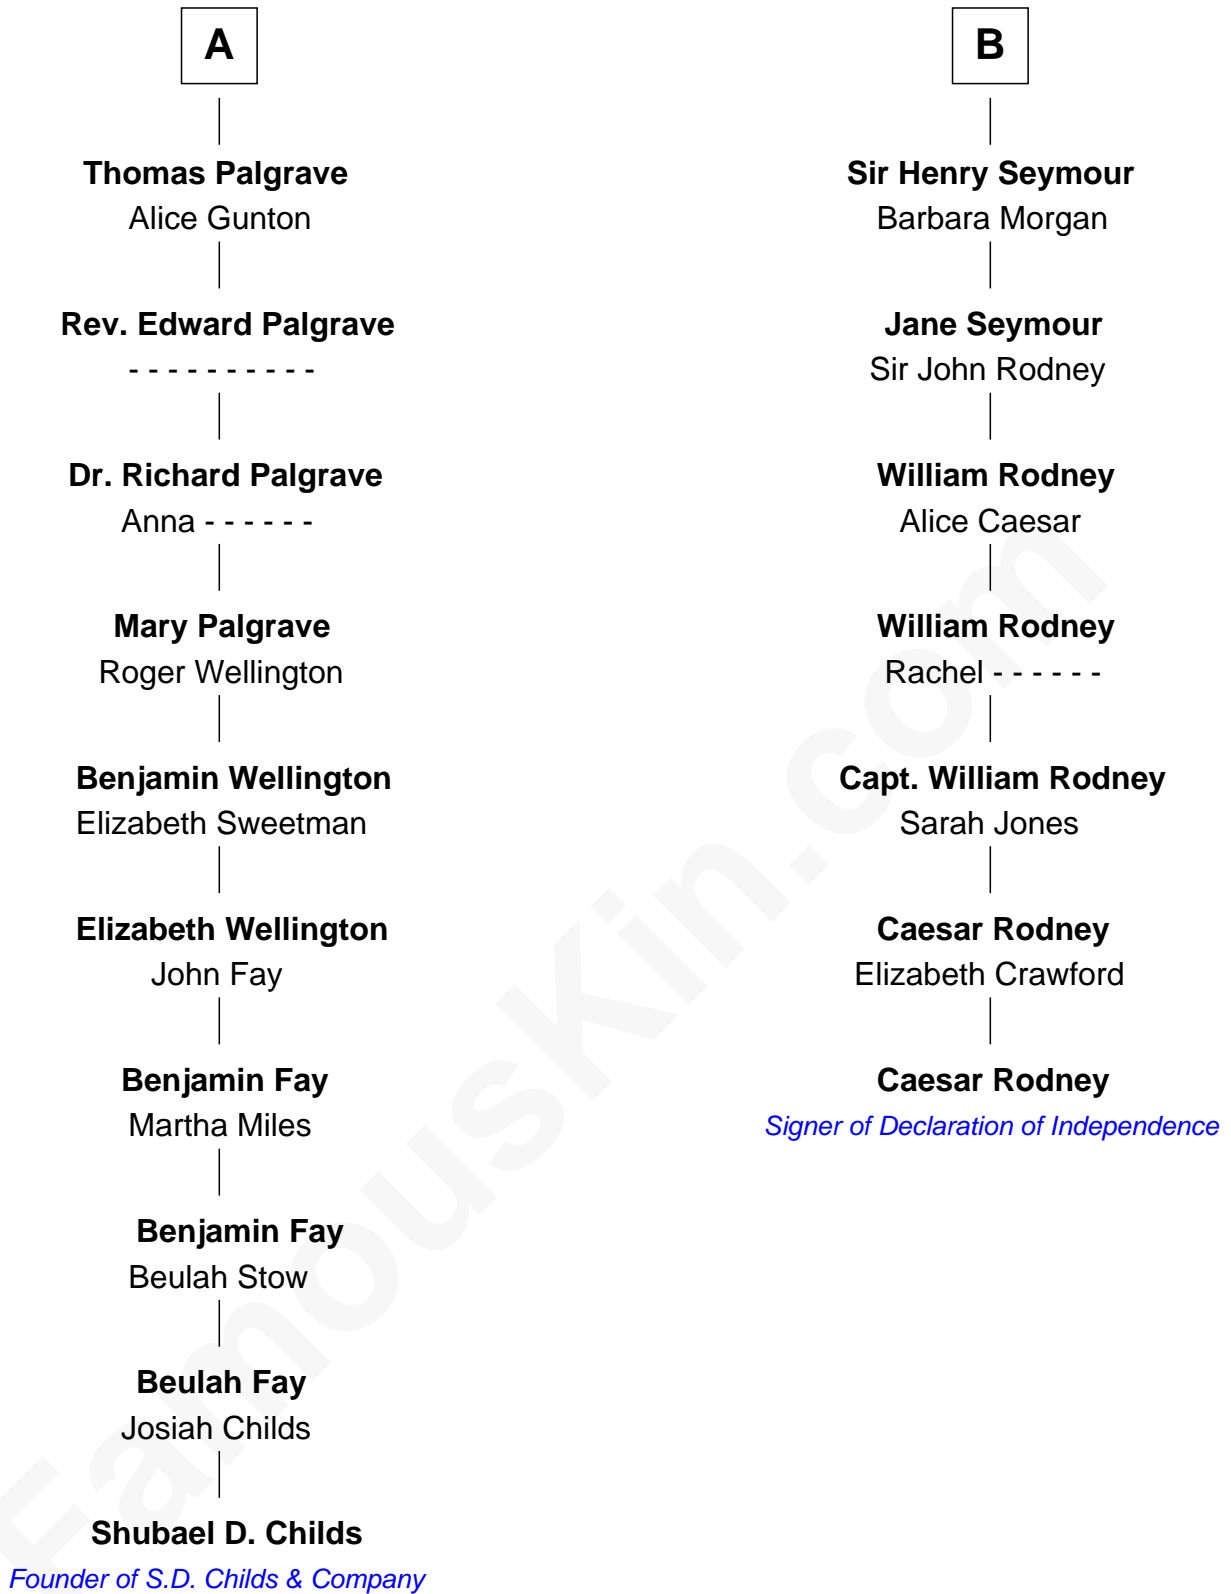 A
Thomas Palgrave
Alice Gunton
Rev. Edward Palgrave
- - - - - - - - - -
Dr. Richard Palgrave
Anna - - - - - -
Mary Palgrave
Roger Wellington
Benjamin Wellington
Elizabeth Sweetman
Elizabeth Wellington
John Fay
Benjamin Fay
Martha Miles
Benjamin Fay
Beulah Stow
Beulah Fay
Josiah Childs
Shubael D. Childs
Founder of S.D. Childs & Company
B
Sir Henry Seymour
Barbara Morgan
Jane Seymour
Sir John Rodney
William Rodney
Alice Caesar
William Rodney
Rachel - - - - - -
Capt. William Rodney
Sarah Jones
Caesar Rodney
Elizabeth Crawford
Caesar Rodney
Signer of Declaration of Independence
FamousKin.com